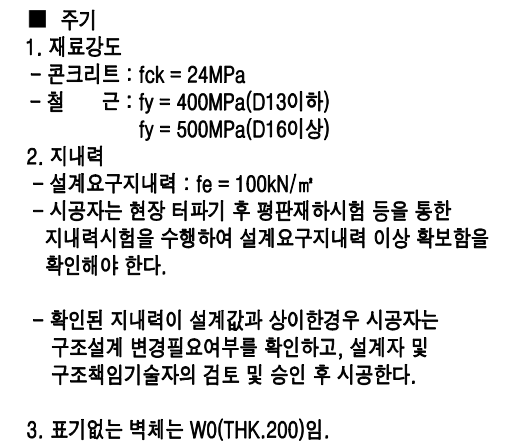 ■ 주기
1. 재료강도
- 콘크리트 : fck = 24MPa
- 철 근 : fy = 400MPa(D13이하)
fy = 500MPa(D16이상)
2. 지내력
- 설계요구지내력 : fe = 100kN/㎡
- 시공자는 현장 터파기 후 평판재하시험 등을 통한
지내력시험을 수행하여 설계요구지내력 이상 확보함을
확인해야 한다.
- 확인된 지내력이 설계값과 상이한경우 시공자는
구조설계 변경필요여부를 확인하고, 설계자 및
구조책임기술자의 검토 및 승인 후 시공한다.
3. 표기없는 벽체는 W0(THK.200)임.